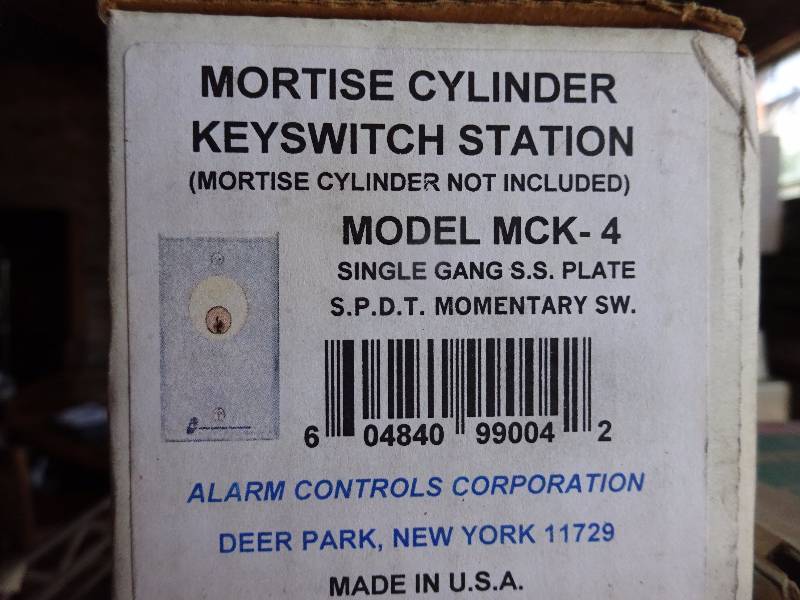 MORTISE CYLINDER
KEYSWITCH STATION
(MORTISE CYLINDER NOT INCLUDED)
MODEL MCK- 4
SINGLE GANG S.S. PLATE
S.P.D.T. MOMENTARY SW.
6 04840 99004 2
ALARM CONTROLS CORPORATION
DEER PARK, NEW YORK 11729
MADE IN U.S.A.